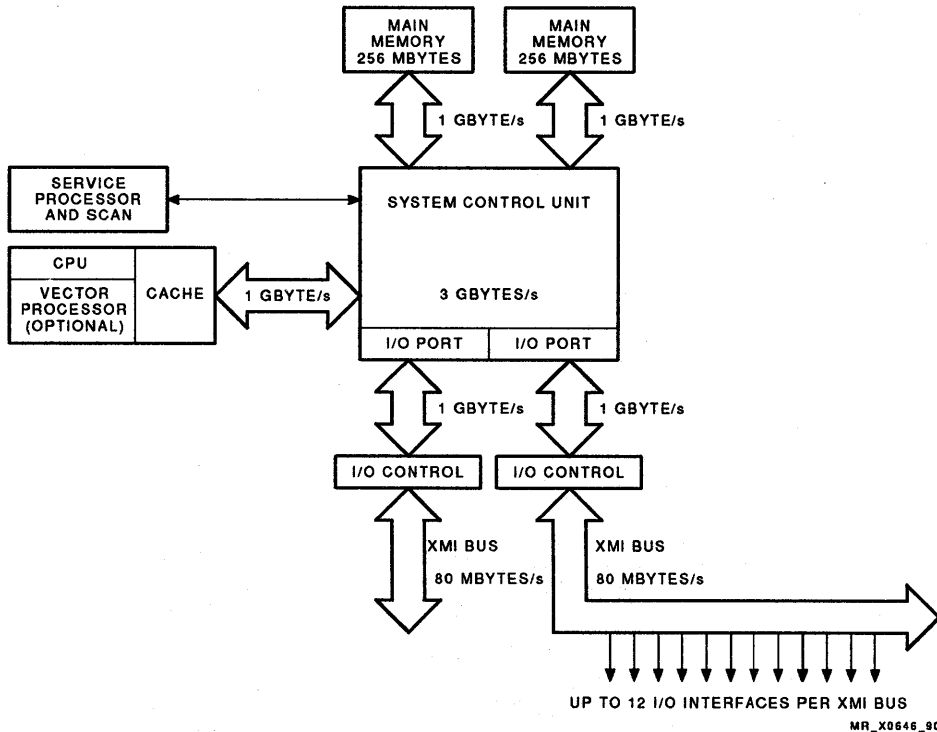 MAIN
MEMORY
256 MBYTES
MAIN
MEMORY
256 MBYTES
1 GBYTE/s
1 GBYTE/s
SERVICE
PROCESSOR
AND SCAN
SYSTEM CONTROL UNIT
CPU
VECTOR
PROCESSOR
(OPTIONAL)
CACHE
1 GBYTE/s
3 GBYTES/s
I/O PORT
I/O PORT
1 GBYTE/s
1 GBYTE/s
I/O CONTROL
I/O CONTROL
XMI BUS
80 MBYTES/s
XMI BUS
80 MBYTES/s
UP TO 12 I/O INTERFACES PER XMI BUS
MR_X0646_90